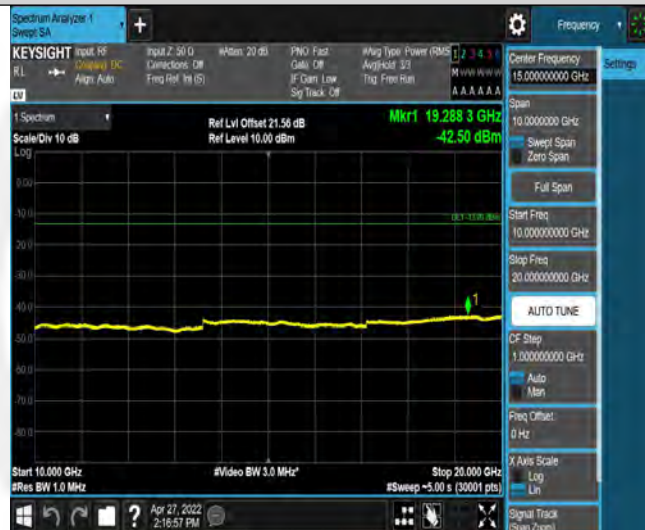 Spectrum Analyzer 1
Swept SA
Frequency
KEYSIGHT
Input: RF
Input Z: 50 Ω
#Atten: 20 dB
PNO: Fast
#Avg Type: Power (RMS
1 2 3 4 5 6
RL
Coupling: DC
Corrections: Off
Gate: Off
Avg|Hold: 3/3
M W W W W W
Align: Auto
Freq Ref: Int (S)
IF Gain: Low
Trig: Free Run
Sig Track: Off
A A A A A A
LXI
1 Spectrum
Ref Lvl Offset 21.56 dB
Mkr1 19.288 3 GHz
Scale/Div 10 dB
Ref Level 10.00 dBm
-42.50 dBm
Log
0.00
-10.0
-20.0
-30.0
-40.0
-50.0
-60.0
-70.0
-80.0
1
Start 10.000 GHz
#Video BW 3.0 MHz*
Stop 20.000 GHz
#Res BW 1.0 MHz
#Sweep ~5.00 s (30001 pts)
Apr 27, 2022
2:16:57 PM
Center Frequency
15.000000000 GHz
Settings
Span
10.0000000 GHz
Swept Span
Zero Span
Full Span
Start Freq
10.000000000 GHz
Stop Freq
20.000000000 GHz
AUTO TUNE
CF Step
1.000000000 GHz
Auto
Man
Freq Offset
0 Hz
X Axis Scale
Log
Lin
Signal Track
(Span Zoom)